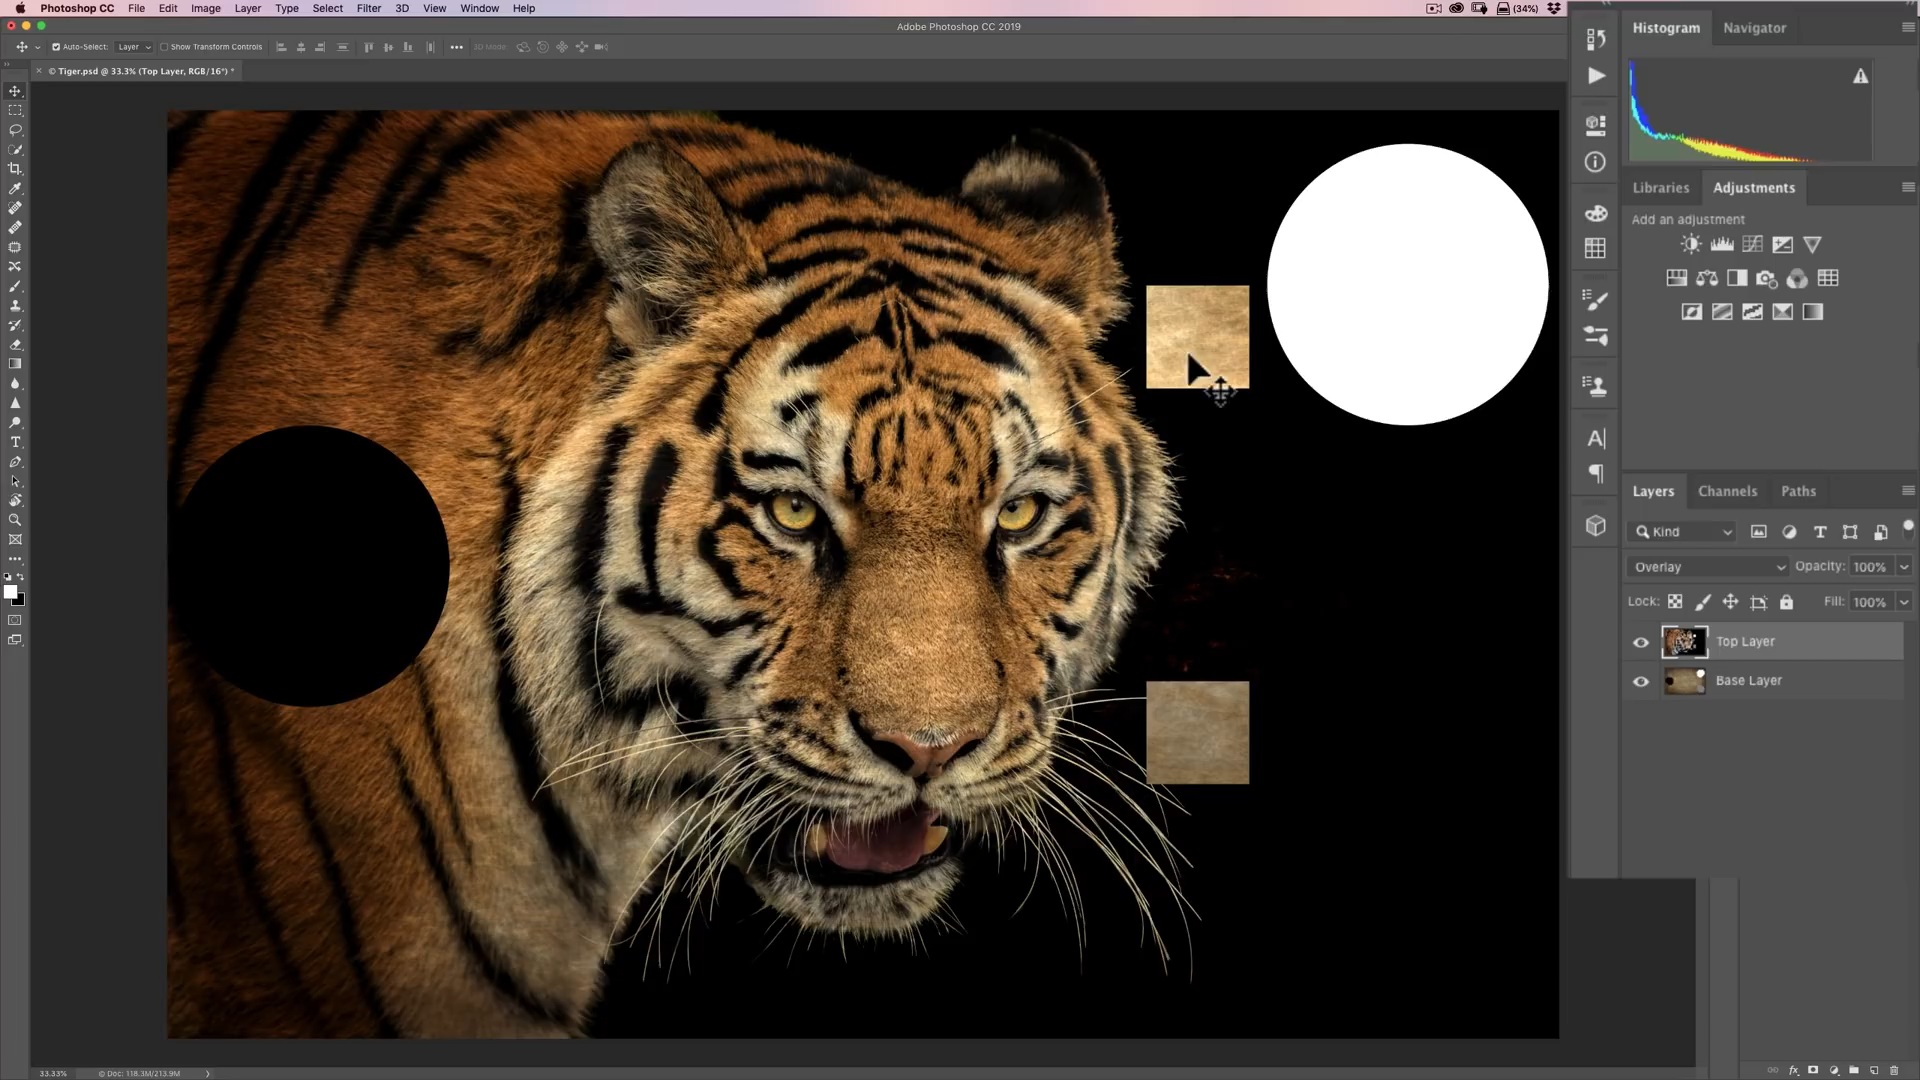 Photoshop CC File Edit Image Layer Type Select Filter 3D View Window Help (34%)
Adobe Photoshop CC 2019
Auto-Select: Layer Show Transform Controls 3D Mode:
© Tiger.psd @ 33.3% (Top Layer, RGB/16*) *
Histogram Navigator
Libraries Adjustments
Add an adjustment
Layers Channels Paths
Kind
Overlay Opacity: 100%
Lock: Fill: 100%
Top Layer
Base Layer
33.33% © Doc: 118.3M/213.9M